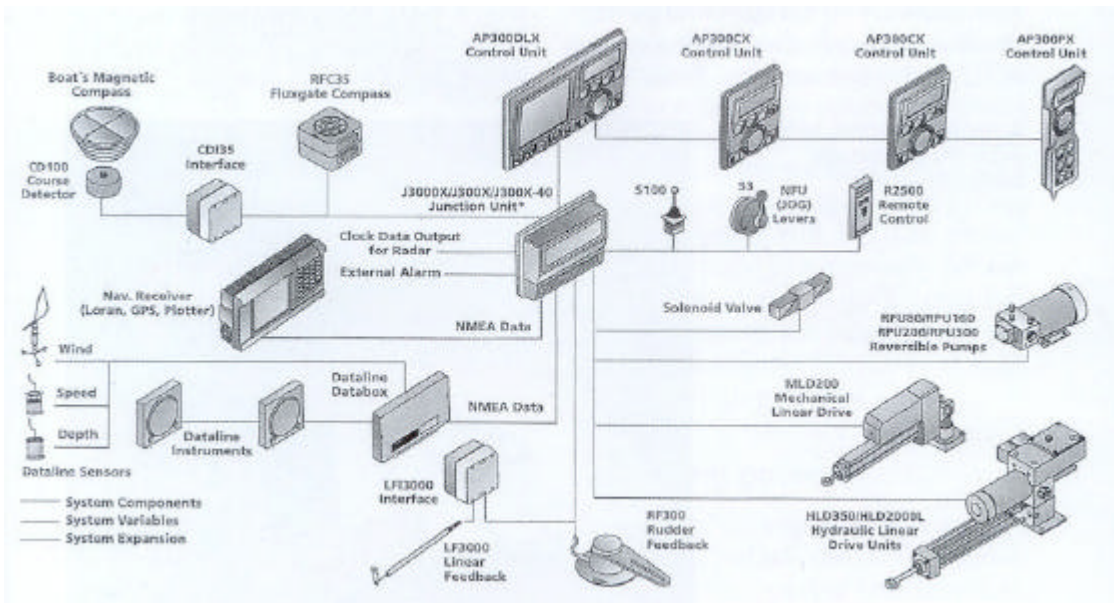 AP300DLX
Control Unit
AP300CX
Control Unit
AP300CX
Control Unit
AP300PX
Control Unit
Boat's Magnetic
Compass
RFC35
Fluxgate Compass
CD100
Course
Detector
CDI35
Interface
J3000X/J300X/J300X-40
Junction Unit*
S100
S3
NFU
(JOG)
Levers
R2500
Remote
Control
Clock Data Output
for Radar
External Alarm
Nav. Receiver
(Loran, GPS, Plotter)
NMEA Data
Solenoid Valve
RPU80/RPU160
RPU200/RPU300
Reversible Pumps
Wind
Speed
Depth
Dataline Sensors
Dataline
Instruments
Dataline
Databox
NMEA Data
MLD200
Mechanical
Linear Drive
LFI3000
Interface
LF3000
Linear
Feedback
RF300
Rudder
Feedback
HLD350/HLD2000L
Hydraulic Linear
Drive Units
System Components
System Variables
System Expansion